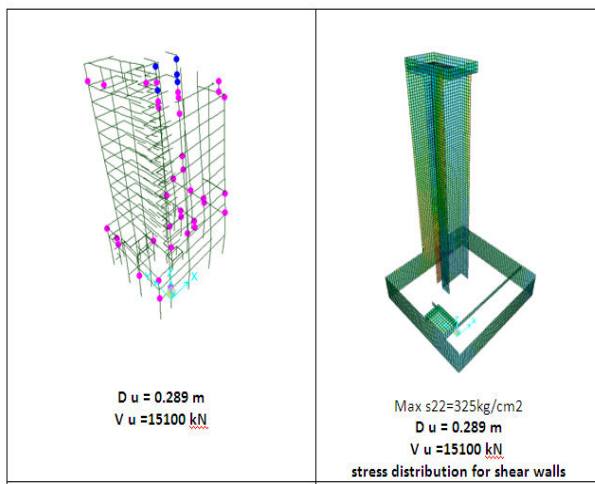 X
D u = 0.289 m
V u =15100 kN
Max s22=325kg/cm2
D u = 0.289 m
V u =15100 kN
stress distribution for shear walls